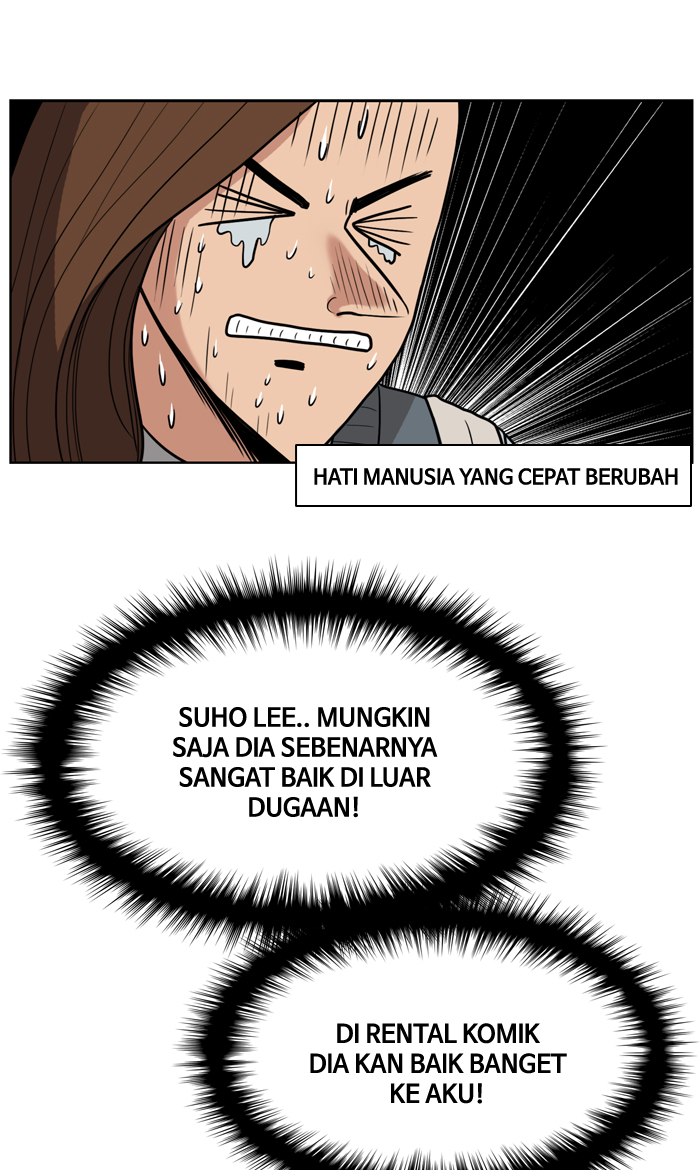 HATI MANUSIA YANG CEPAT BERUBAH
SUHO LEE.. MUNGKIN
SAJA DIA SEBENARNYA
SANGAT BAIK DI LUAR
DUGAAN!
DI RENTAL KOMIK
DIA KAN BAIK BANGET
KE AKU!